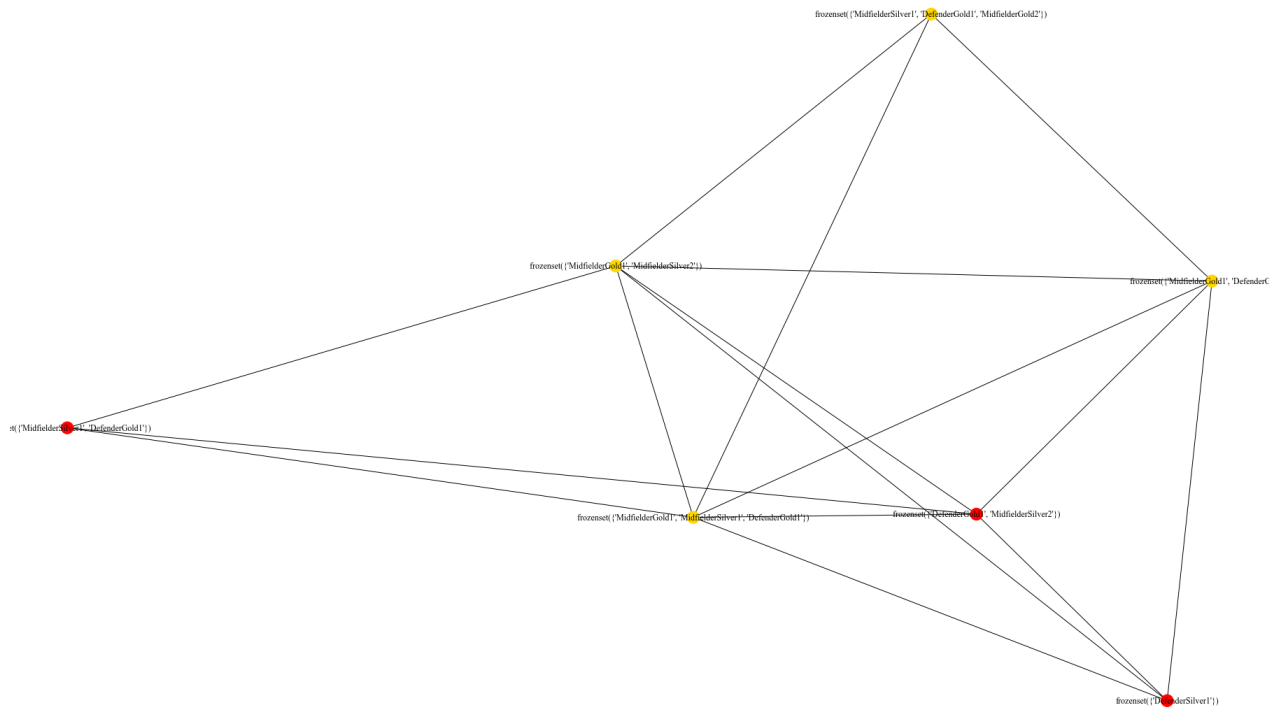 frozenset({'MidfielderSilver1', 'DefenderGold1', 'MidfielderGold2'})
frozenset({'MidfielderGold1', 'MidfielderSilver2'})
frozenset({'MidfielderGold1', 'DefenderG
et({'MidfielderSilver1', 'DefenderGold1'})
frozenset({'MidfielderGold1', 'MidfielderSilver1', 'DefenderGold1'})
frozenset({'DefenderGold1', 'MidfielderSilver2'})
frozenset({'DefenderSilver1'})